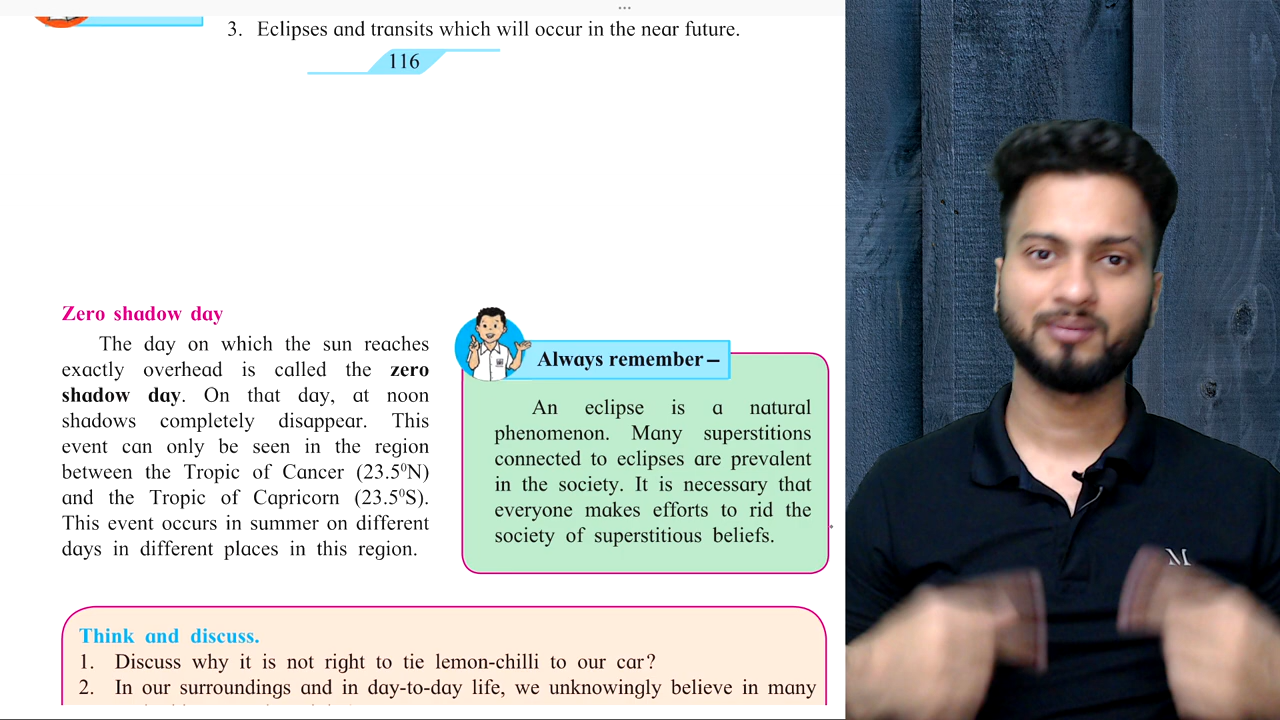 3. Eclipses and transits which will occur in the near future.
116
Zero shadow day
The day on which the sun reaches
exactly overhead is called the zero
shadow day. On that day, at noon
shadows completely disappear. This
event can only be seen in the region
between the Tropic of Cancer (23.5⁰N)
and the Tropic of Capricorn (23.5⁰S).
This event occurs in summer on different
days in different places in this region.
Always remember –
An eclipse is a natural
phenomenon. Many superstitions
connected to eclipses are prevalent
in the society. It is necessary that
everyone makes efforts to rid the
society of superstitious beliefs.
Think and discuss.
1. Discuss why it is not right to tie lemon-chilli to our car?
2. In our surroundings and in day-to-day life, we unknowingly believe in many
M